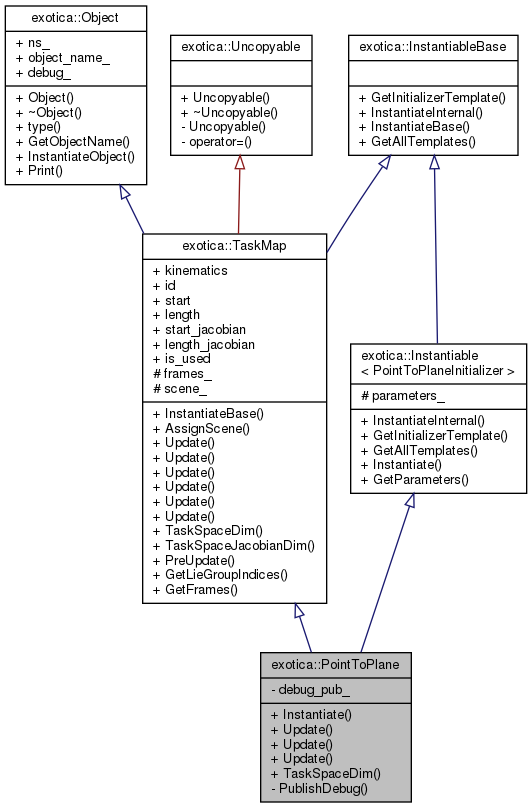 exotica::Object
+ ns_
+ object_name_
+ debug_
+ Object()
+ ~Object()
+ type()
+ GetObjectName()
+ InstantiateObject()
+ Print()
exotica::Uncopyable
+ Uncopyable()
+ ~Uncopyable()
- Uncopyable()
- operator=()
exotica::InstantiableBase
+ GetInitializerTemplate()
+ InstantiateInternal()
+ InstantiateBase()
+ GetAllTemplates()
exotica::TaskMap
+ kinematics
+ id
+ start
+ length
+ start_jacobian
+ length_jacobian
+ is_used
# frames_
# scene_
+ InstantiateBase()
+ AssignScene()
+ Update()
+ Update()
+ Update()
+ Update()
+ Update()
+ Update()
+ TaskSpaceDim()
+ TaskSpaceJacobianDim()
+ PreUpdate()
+ GetLieGroupIndices()
+ GetFrames()
exotica::Instantiable
< PointToPlaneInitializer >
# parameters_
+ InstantiateInternal()
+ GetInitializerTemplate()
+ GetAllTemplates()
+ Instantiate()
+ GetParameters()
exotica::PointToPlane
- debug_pub_
+ Instantiate()
+ Update()
+ Update()
+ Update()
+ TaskSpaceDim()
- PublishDebug()